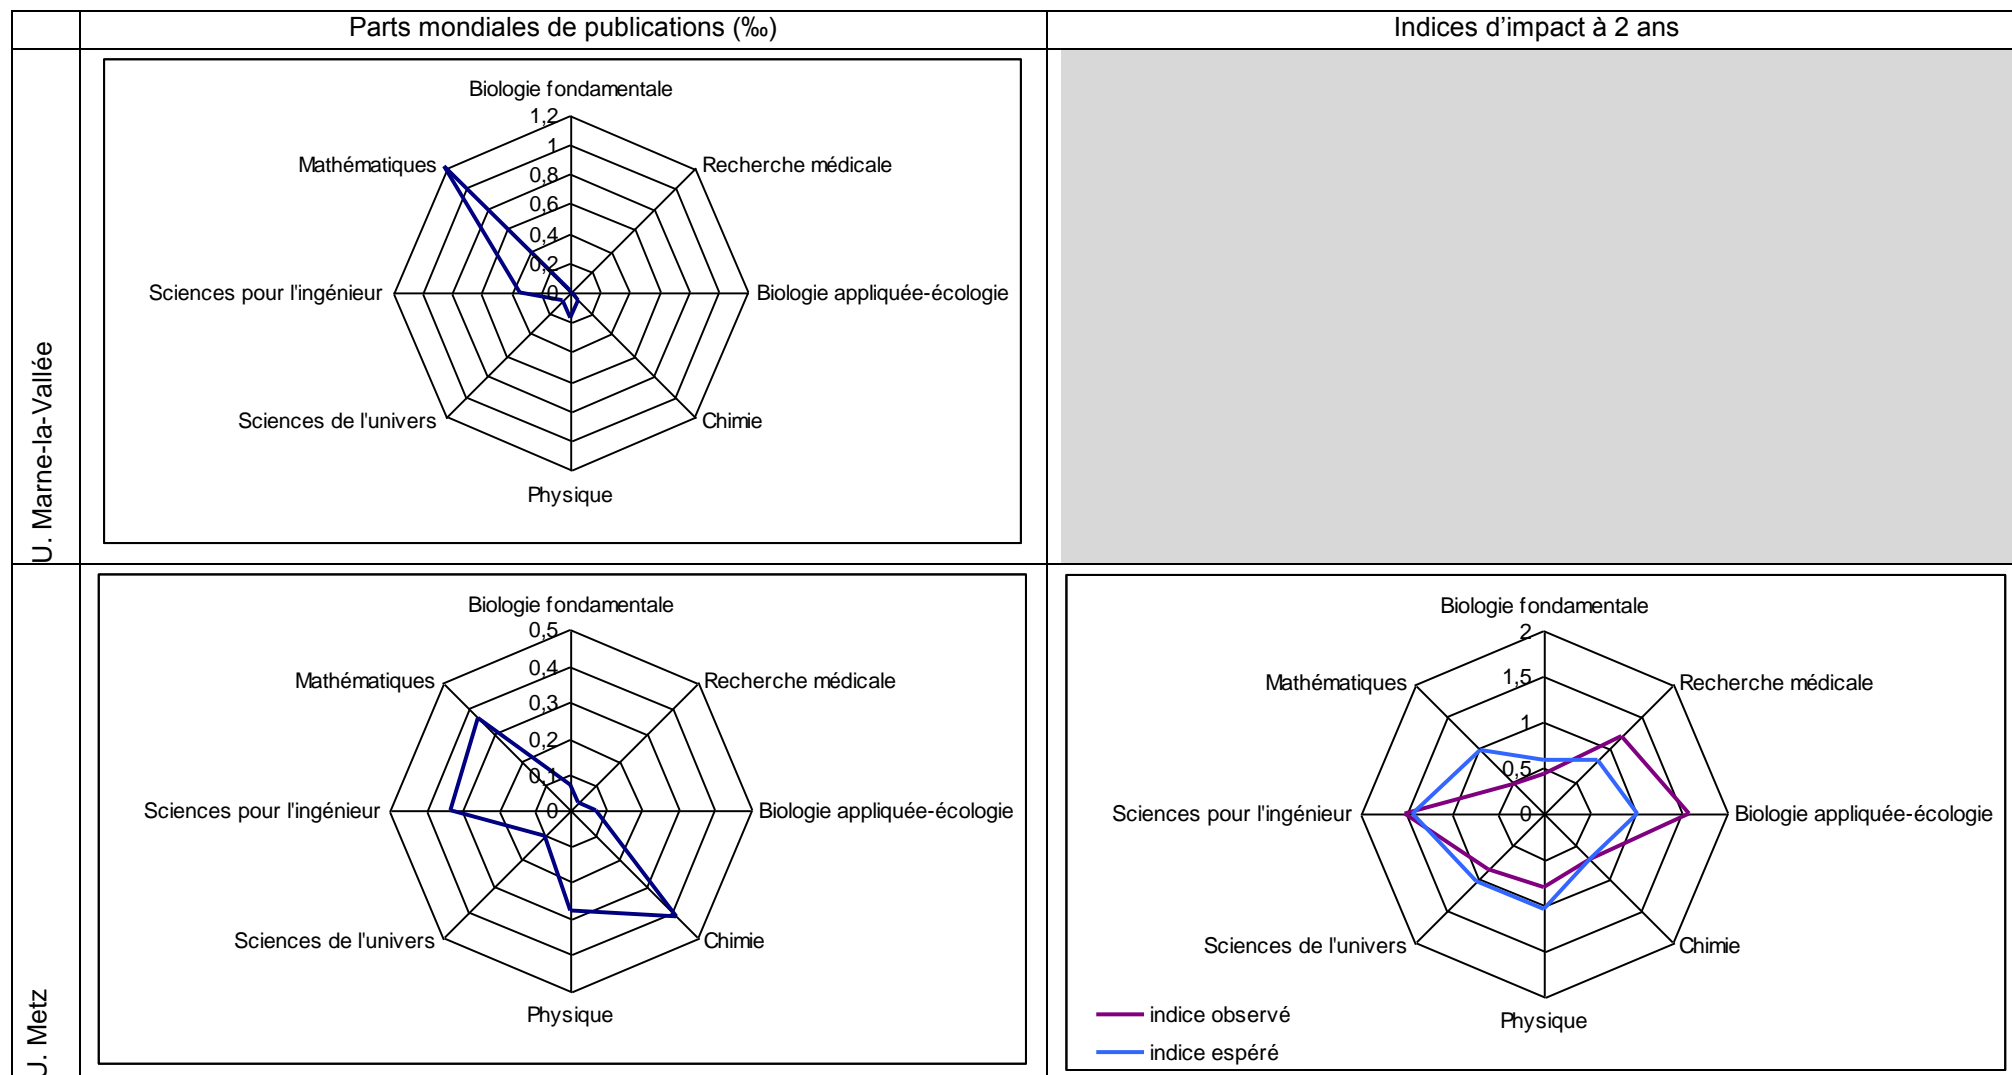 Parts mondiales de publications (‰)
Indices d’impact à 2 ans
U. Marne-la-Vallée
Biologie fondamentale
1,2
1
0,8
0,6
0,4
0,2
0
Mathématiques
Recherche médicale
Sciences pour l'ingénieur
Biologie appliquée-écologie
Sciences de l'univers
Chimie
Physique
U. Metz
Biologie fondamentale
0,5
0,4
0,3
0,2
0,1
0
Mathématiques
Recherche médicale
Sciences pour l'ingénieur
Biologie appliquée-écologie
Sciences de l'univers
Chimie
Physique
Biologie fondamentale
2
1,5
1
0,5
0
Mathématiques
Recherche médicale
Sciences pour l'ingénieur
Biologie appliquée-écologie
Sciences de l'univers
Chimie
Physique
indice observé
indice espéré